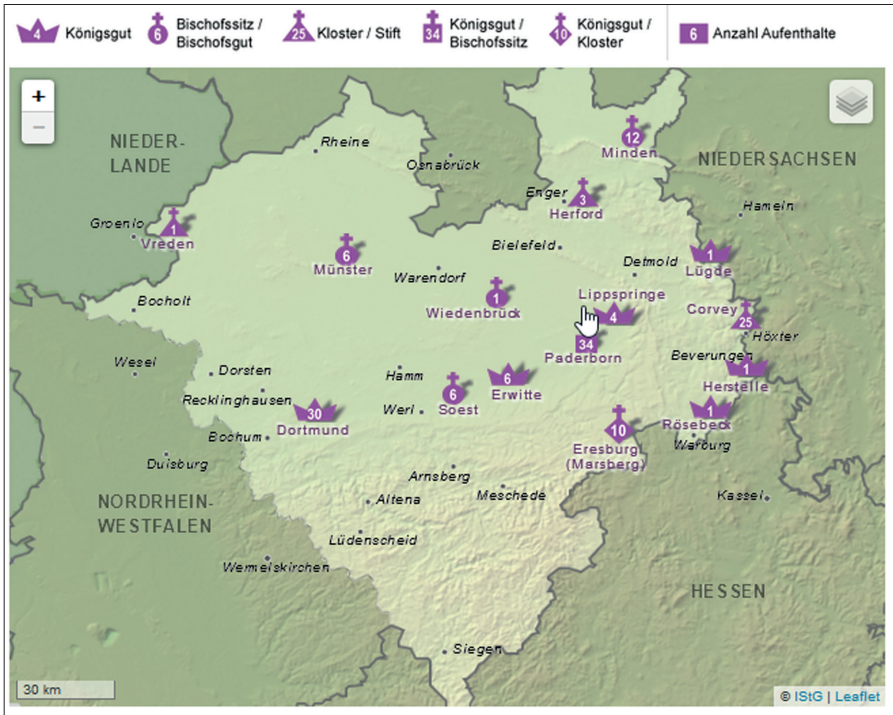 4 Königsgut
6 Bischofssitz /
Bischofsgut
25 Kloster / Stift
34 Königsgut /
Bischofssitz
10 Königsgut /
Kloster
6 Anzahl Aufenthalte
+
−
NIEDER-
LANDE
Rheine
Osnabrück
12
Minden
NIEDERSACHSEN
Enger
3
Herford
Hameln
Groenlo
1
Vreden
6
Münster
Bielefeld
Warendorf
Detmold
1
Lügde
Bocholt
1
Wiedenbrück
Lippspringe
4
Corvey
25
Höxter
34
Paderborn
Beverungen
1
Herstelle
Wesel
Dorsten
Recklinghausen
Hamm
6
Erwitte
6
Soest
Werl
30
Dortmund
Bochum
1
Rösebeck
Warburg
10
Eresburg
(Marsberg)
Duisburg
Arnsberg
Meschede
Altena
Kassel
NORDRHEIN-
WESTFALEN
Lüdenscheid
Wermelskirchen
HESSEN
Siegen
30 km
© IStG | Leaflet